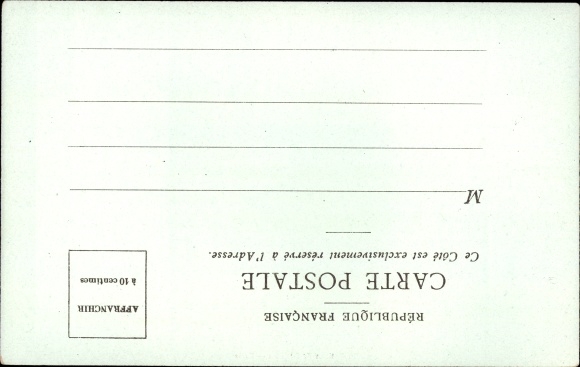 RÉPUBLIQUE FRANÇAISE
CARTE POSTALE
Ce Côté est exclusivement réservé à l'Adresse.
AFFRANCHIR
à 10 centimes
M